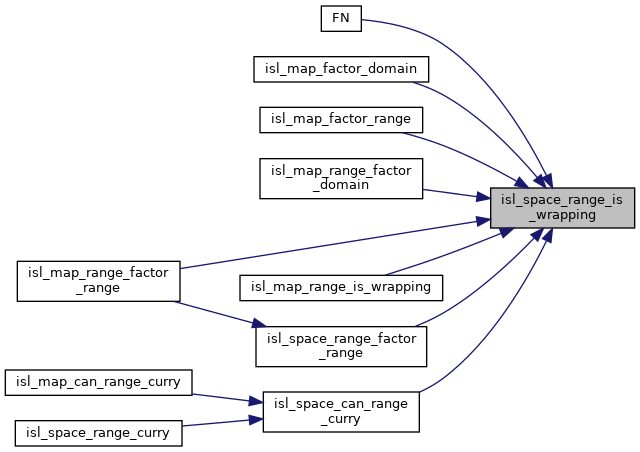 FN
isl_map_factor_domain
isl_map_factor_range
isl_map_range_factor
_domain
isl_space_range_is
_wrapping
isl_map_range_factor
_range
isl_map_range_is_wrapping
isl_space_range_factor
_range
isl_map_can_range_curry
isl_space_can_range
_curry
isl_space_range_curry